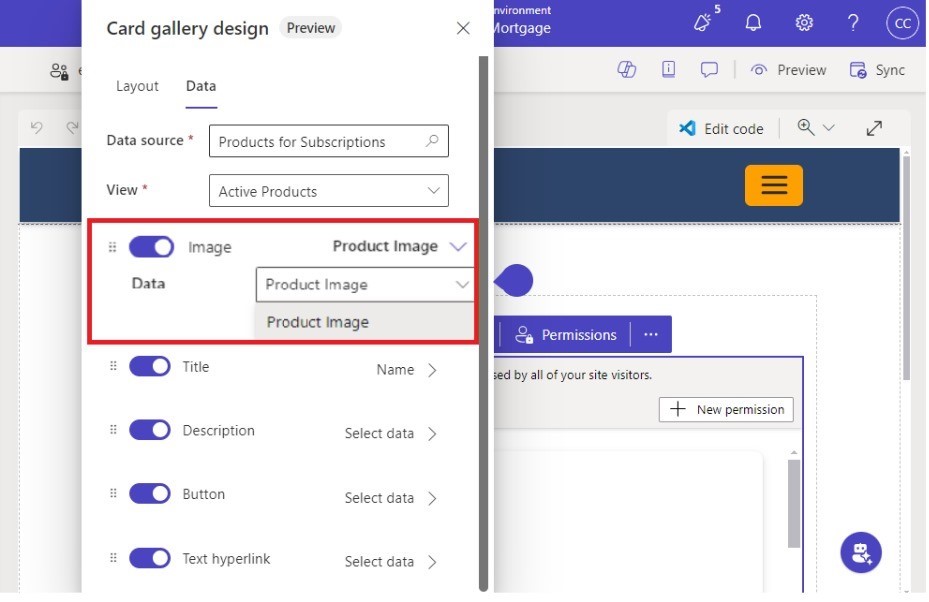 Card gallery design Preview
nvironment
Mortgage
5
CC
Layout Data
Preview Sync
Data source * Products for Subscriptions
Edit code
View * Active Products
Image Product Image
Data Product Image
Product Image
Permissions
Title Name
sed by all of your site visitors.
New permission
Description Select data
Button Select data
Text hyperlink Select data